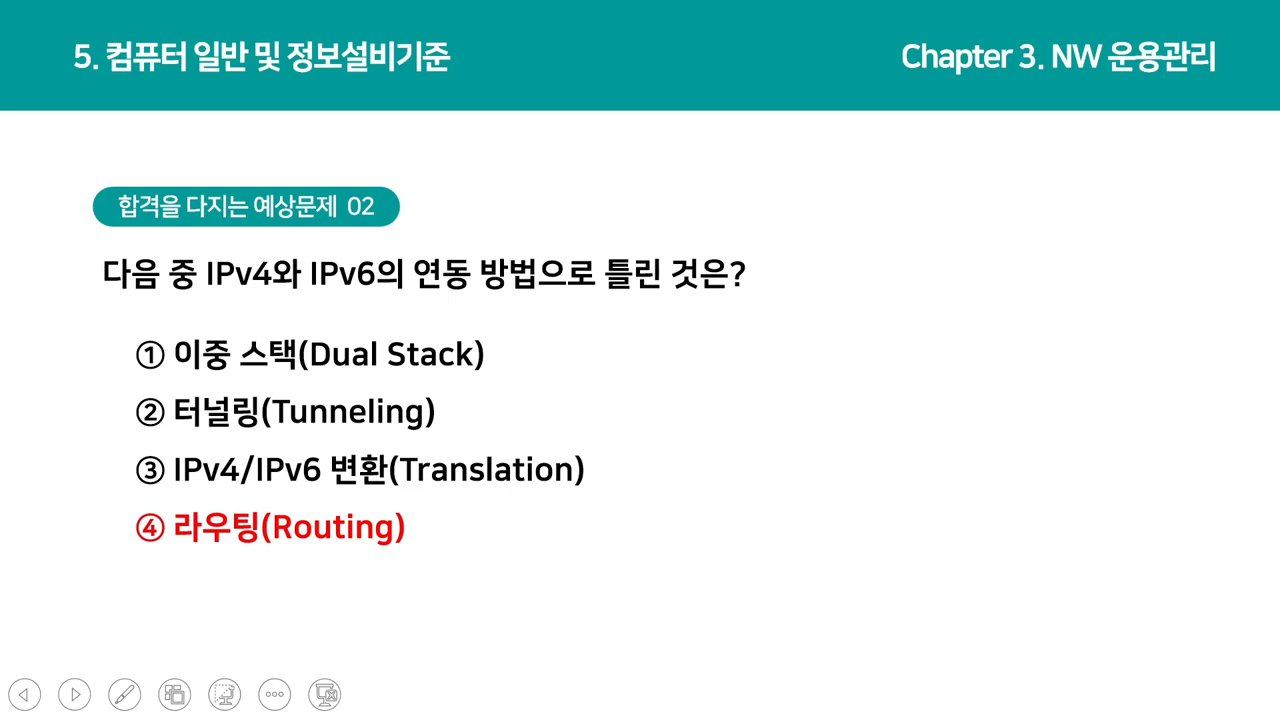 5. 컴퓨터 일반 및 정보설비기준
Chapter 3. NW 운용관리
합격을 다지는 예상문제 02
다음 중 IPv4와 IPv6의 연동 방법으로 틀린 것은?
① 이중 스택(Dual Stack)
② 터널링(Tunneling)
③ IPv4/IPv6 변환(Translation)
④ 라우팅(Routing)